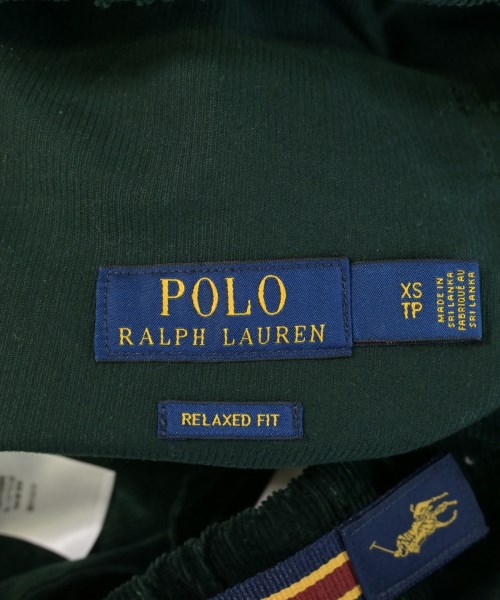 POLO
RALPH LAUREN
XS
TP
MADE IN
SRI LANKA
FABRIQUÉ AU
SRI LANKA
RELAXED FIT